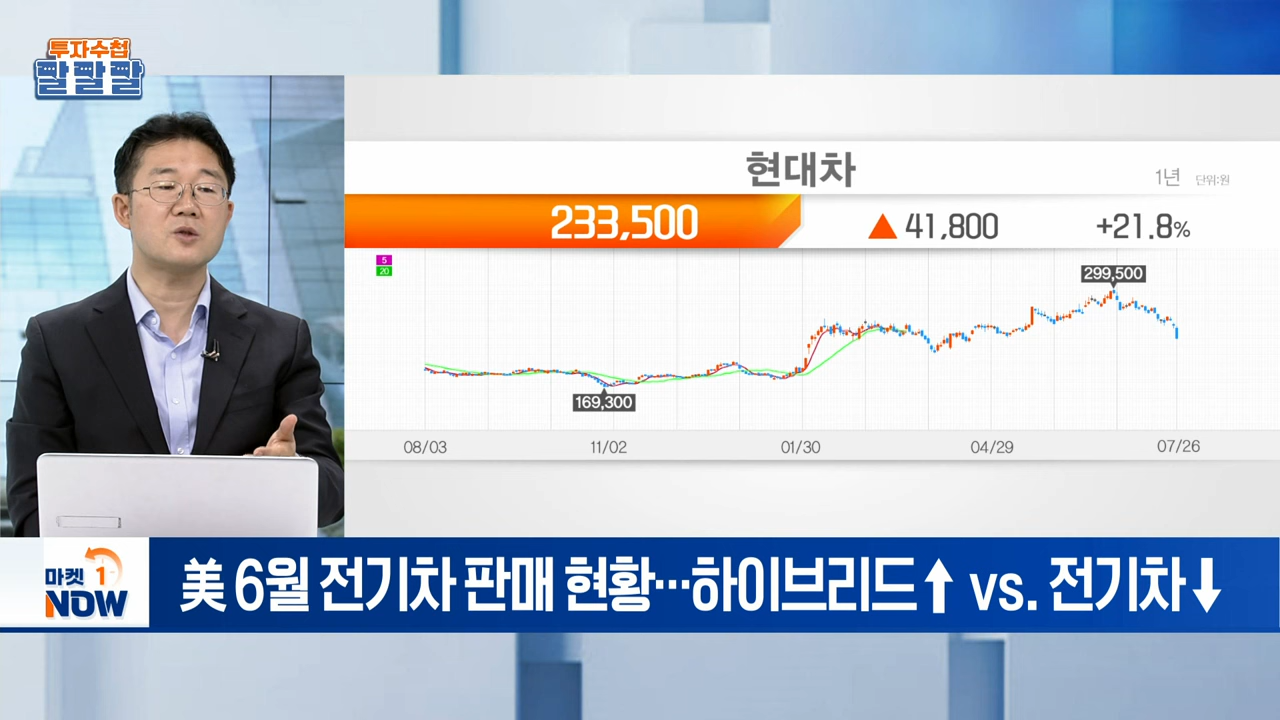 투자수첩
팔팔팔
현대차
1년 단위:원
233,500 ▲ 41,800 +21.8%
5
20
299,500
169,300
08/03 11/02 01/30 04/29 07/26
마켓 1
NOW
美 6월 전기차 판매 현황…하이브리드↑ vs. 전기차↓